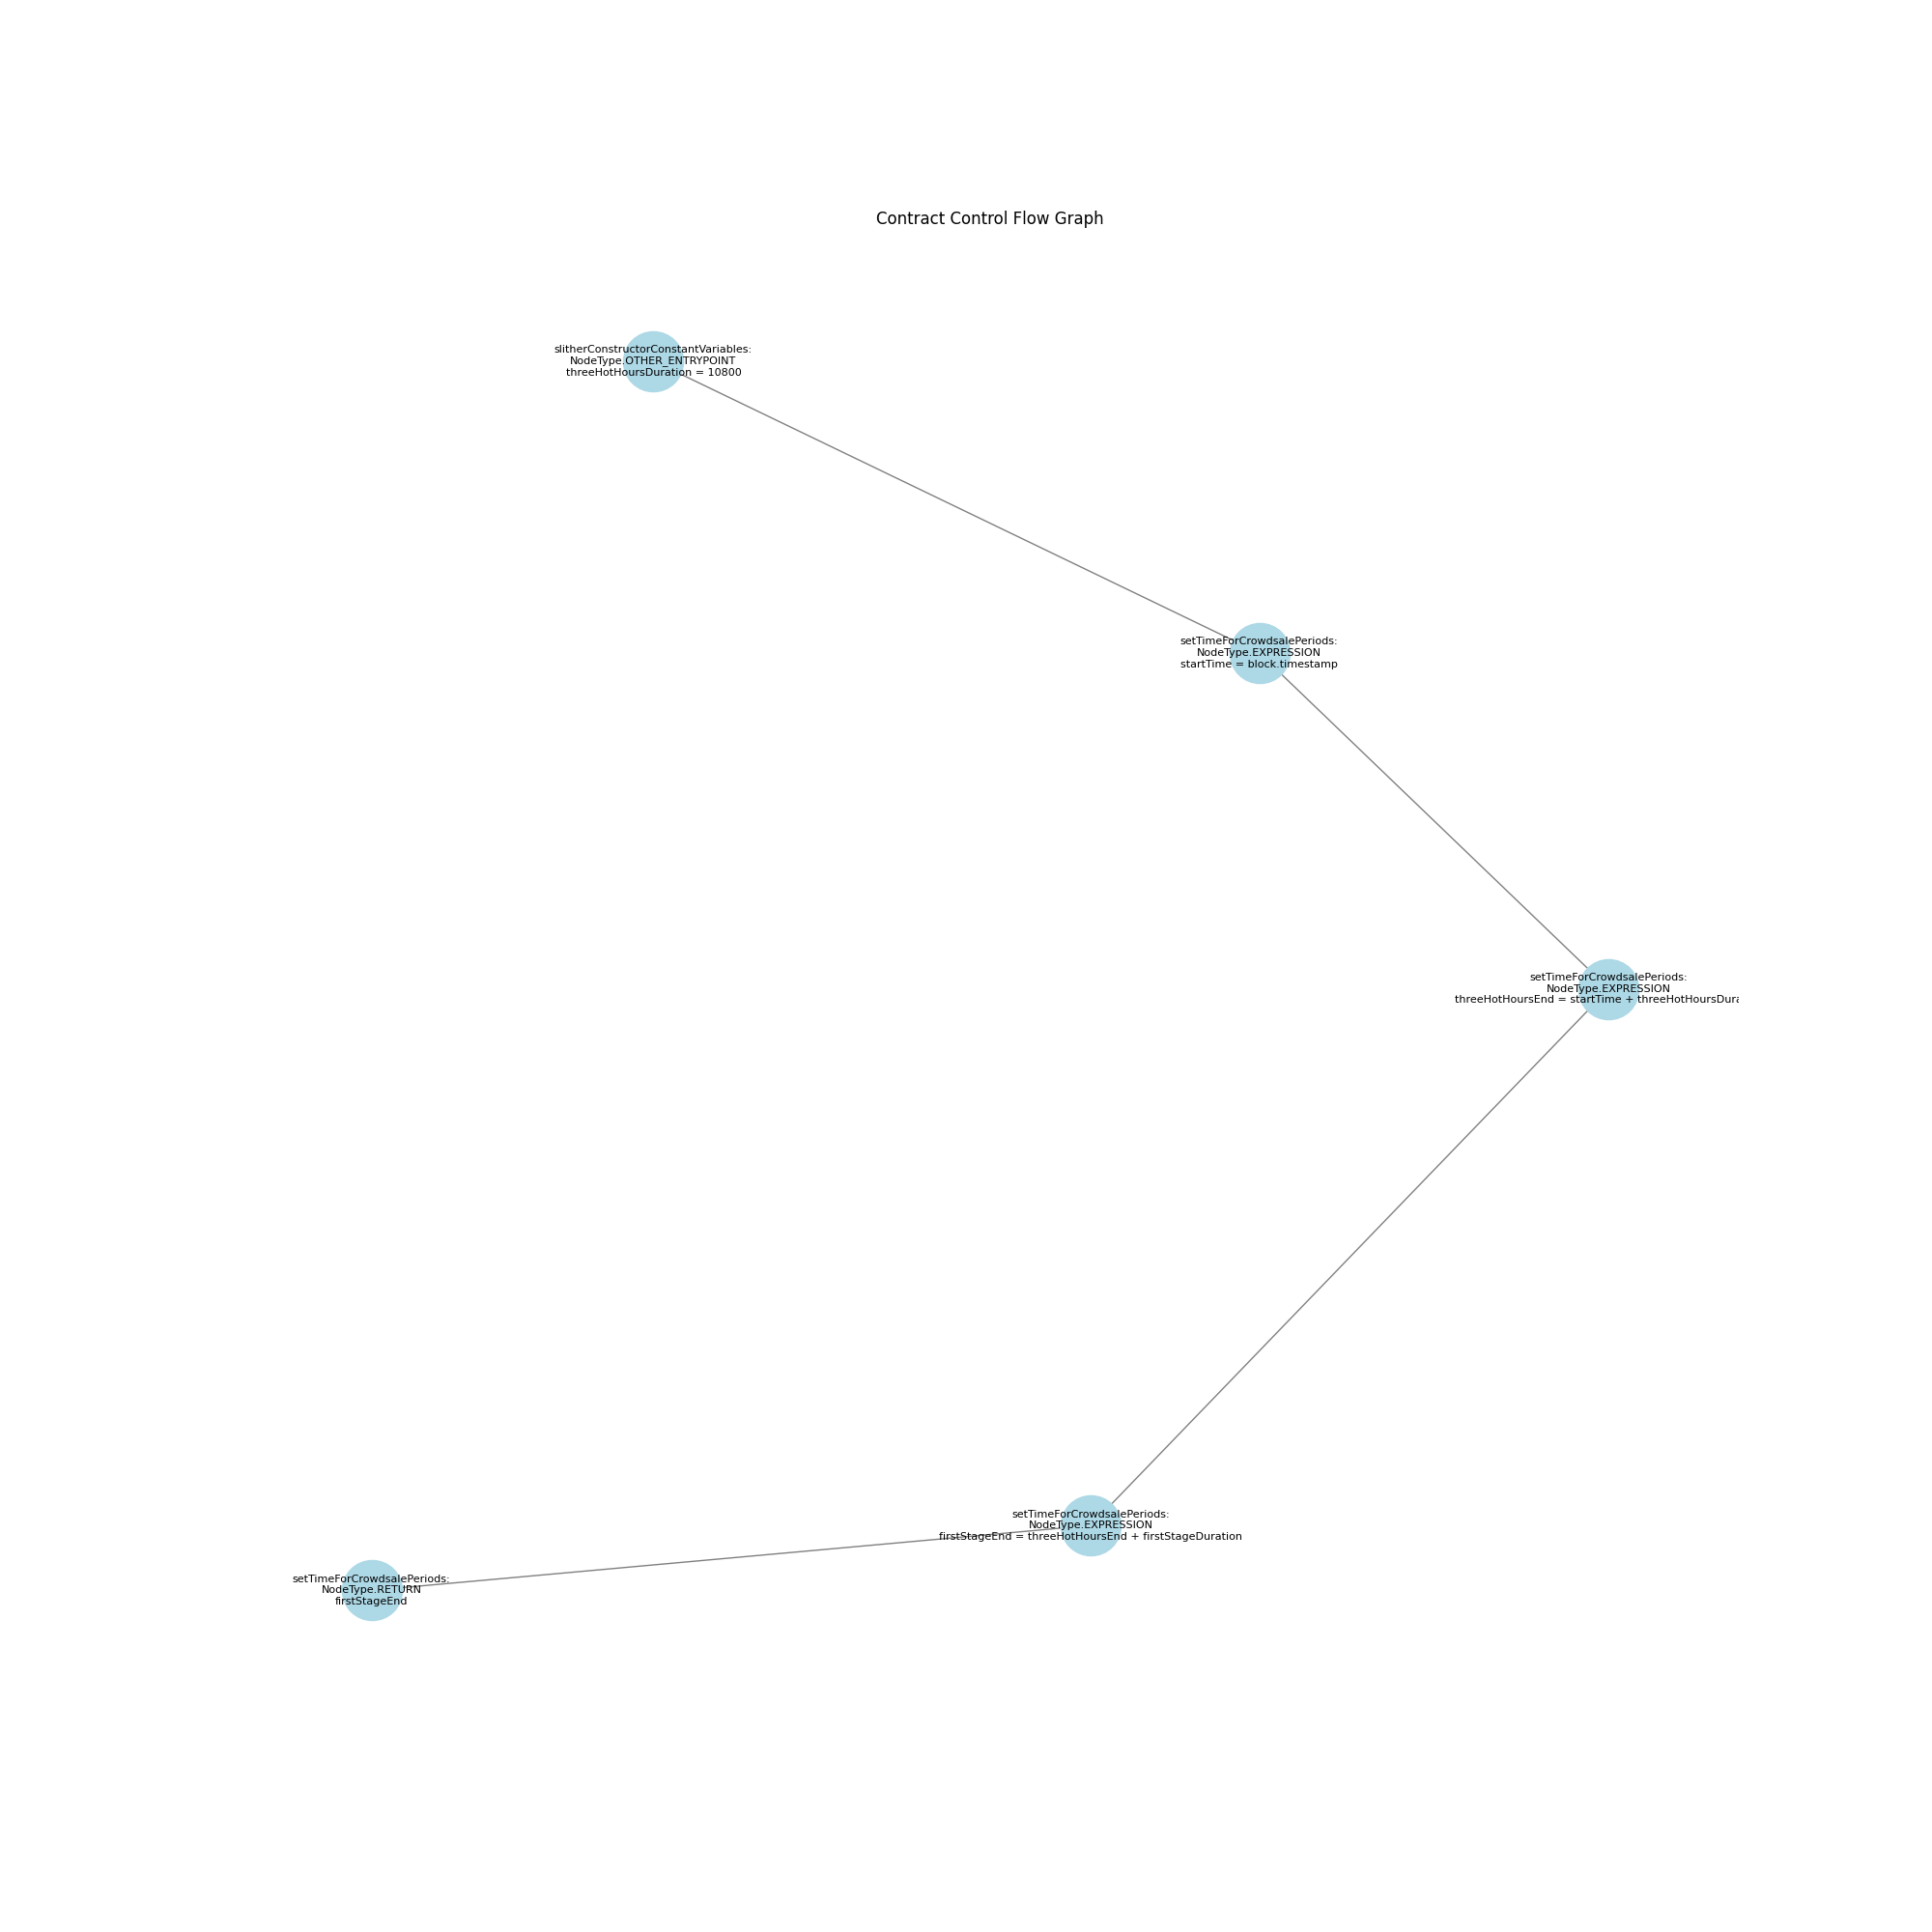 Contract Control Flow Graph
slitherConstructorConstantVariables:
NodeType.OTHER_ENTRYPOINT
threeHotHoursDuration = 10800
setTimeForCrowdsalePeriods:
NodeType.EXPRESSION
startTime = block.timestamp
setTimeForCrowdsalePeriods:
NodeType.EXPRESSION
threeHotHoursEnd = startTime + threeHotHoursDura
setTimeForCrowdsalePeriods:
NodeType.EXPRESSION
firstStageEnd = threeHotHoursEnd + firstStageDuration
setTimeForCrowdsalePeriods:
NodeType.RETURN
firstStageEnd